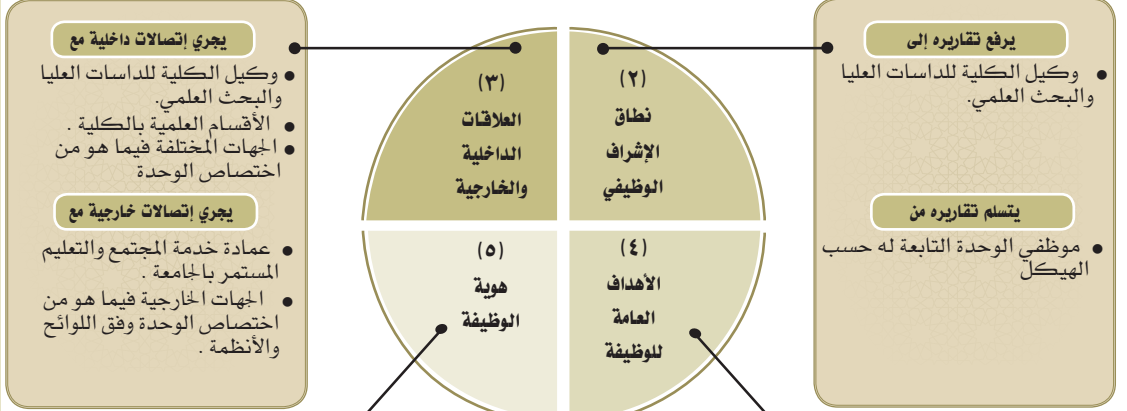 يرفع تقاريره إلى
● وكيل الكلية للداسات العليا
والبحث العلمي.
يتسلم تقاريره من
● موظفي الوحدة التابعة له حسب
الهيكل
(٢)
نطاق
الإشراف
الوظيفي
(٣)
العلاقات
الداخلية
والخارجية
(٤)
الأهداف
العامة
للوظيفة
(٥)
هوية
الوظيفة
يجري إتصالات داخلية مع
● وكيل الكلية للداسات العليا
والبحث العلمي.
● الأقسام العلمية بالكلية .
● الجهات المختلفة فيما هو من
اختصاص الوحدة
يجري إتصالات خارجية مع
● عمادة خدمة المجتمع والتعليم
المستمر بالجامعة .
● الجهات الخارجية فيما هو من
اختصاص الوحدة وفق اللوائح
والأنظمة .